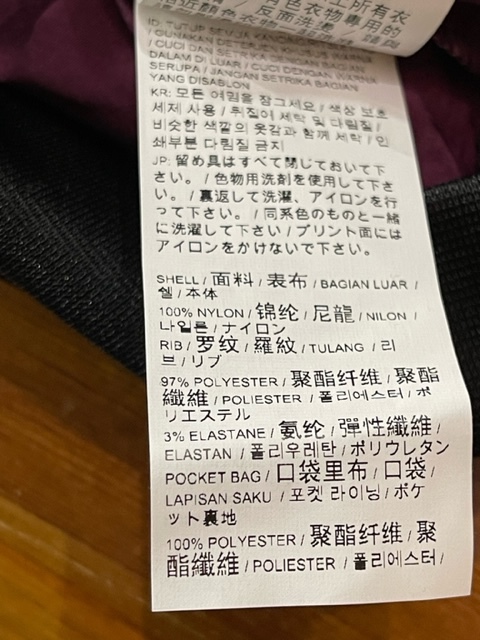 近顏色衣物
ID: TUTUP SEMUA KANCING
/ GUNAKAN DETERJEN KHUSUS WARNA
/ CUCI DAN SETRIKA DENGAN BAGIAN
DALAM DI LUAR / CUCI DENGAN WARNA
SERUPA / JANGAN SETRIKA BAGIAN
YANG DISABLON
KR: 모든 여밈을 잠그세요 / 색상 보호
세제 사용 / 뒤집어 세탁 및 다림질 /
비슷한 색깔의 옷감과 함께 세탁 / 인
쇄부분 다림질 금지
JP: 留め具はすべて閉じておいて下
さい。 / 色物用洗剤を使用して下さ
い。 / 裏返して洗濯、アイロンを行
って下さい。 / 同系色のものと一緒
に洗濯して下さい / プリント面には
アイロンをかけないで下さい。
SHELL / 面料 / 表布 / BAGIAN LUAR /
쉘 / 本体
100% NYLON / 锦纶 / 尼龍 / NILON /
나일론 / ナイロン
RIB / 罗纹 / 羅紋 / TULANG / 리
브 / リブ
97% POLYESTER / 聚酯纤维 / 聚酯
纖維 / POLIESTER / 폴리에스터 / ポ
リエステル
3% ELASTANE / 氨纶 / 彈性纖維 /
ELASTAN / 폴리우레탄 / ポリウレタン
POCKET BAG / 口袋里布 / 口袋 /
LAPISAN SAKU / 포켓 라이닝 / ポケ
ット裏地
100% POLYESTER / 聚酯纤维 / 聚
酯纖維 / POLIESTER / 폴리에스터 /